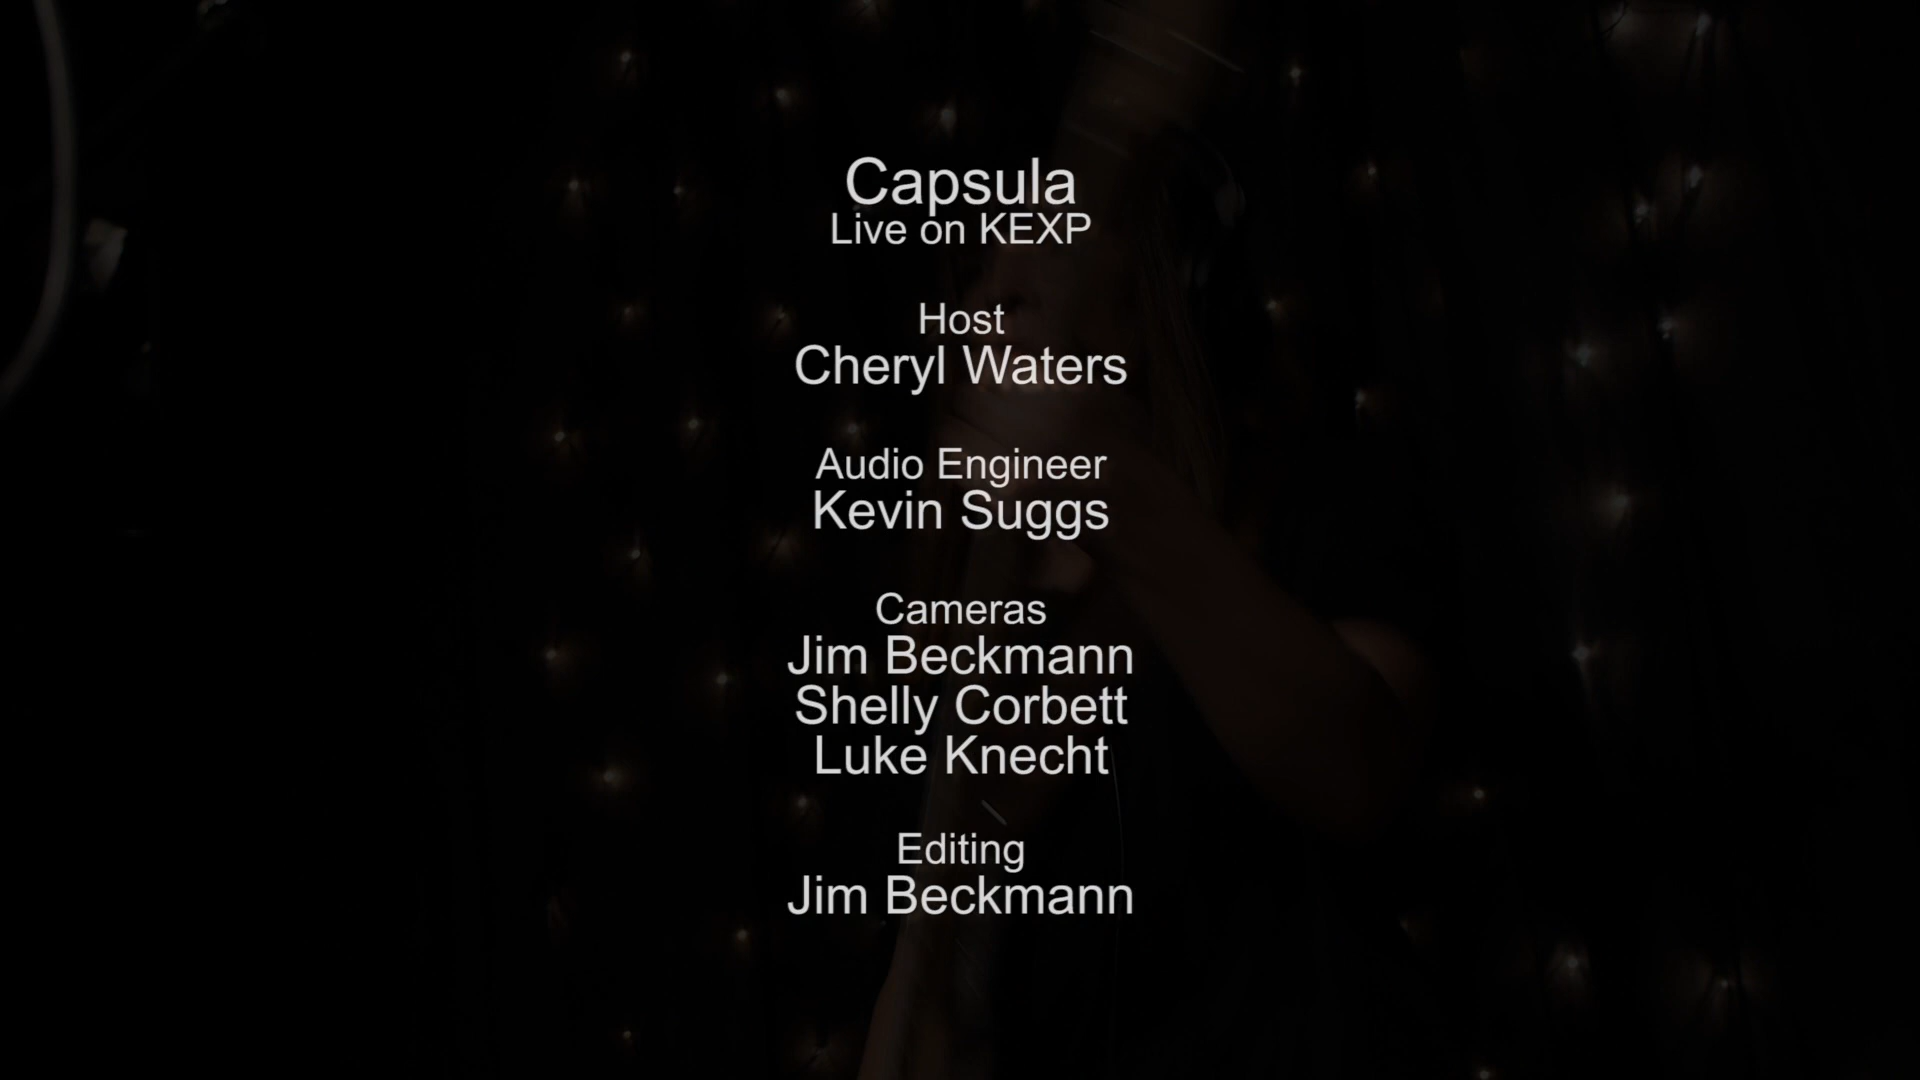 Capsula
Live on KEXP
Host
Cheryl Waters
Audio Engineer
Kevin Suggs
Cameras
Jim Beckmann
Shelly Corbett
Luke Knecht
Editing
Jim Beckmann